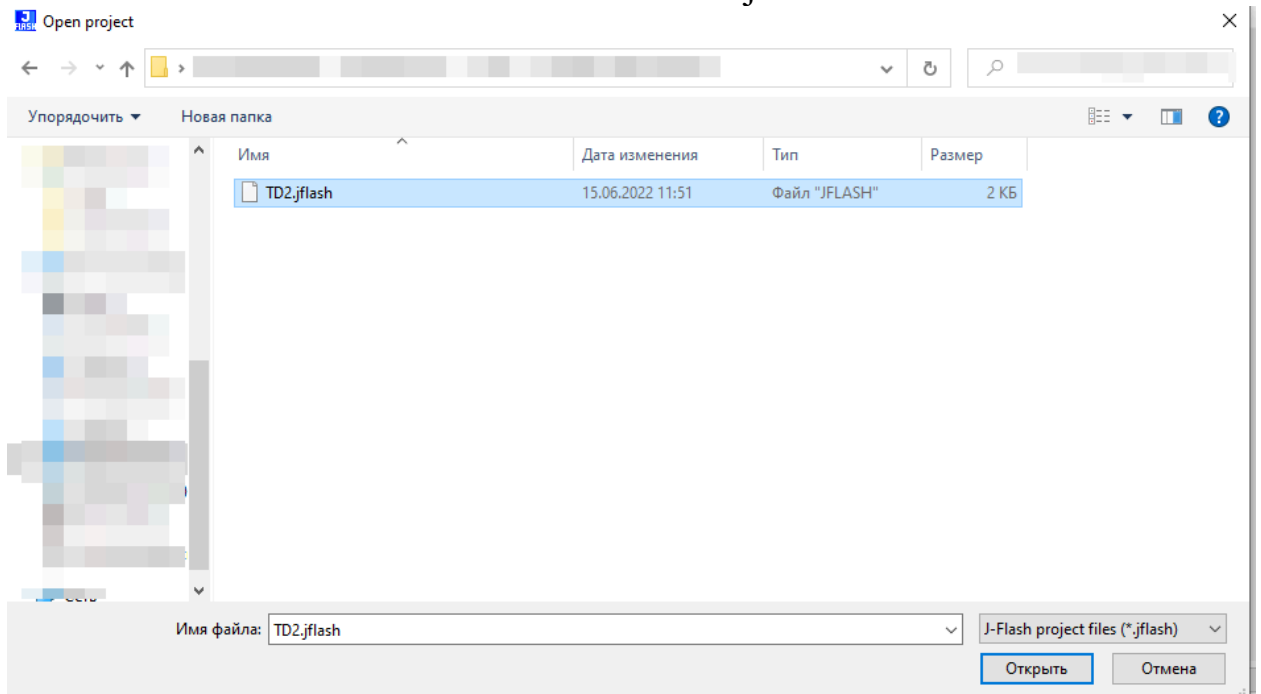 Open project
Упорядочить
Новая папка
Имя
Дата изменения
Тип
Размер
TD2.jflash
15.06.2022 11:51
Файл "JFLASH"
2 КБ
Имя файла:
TD2.jflash
J-Flash project files (*.jflash)
Открыть
Отмена